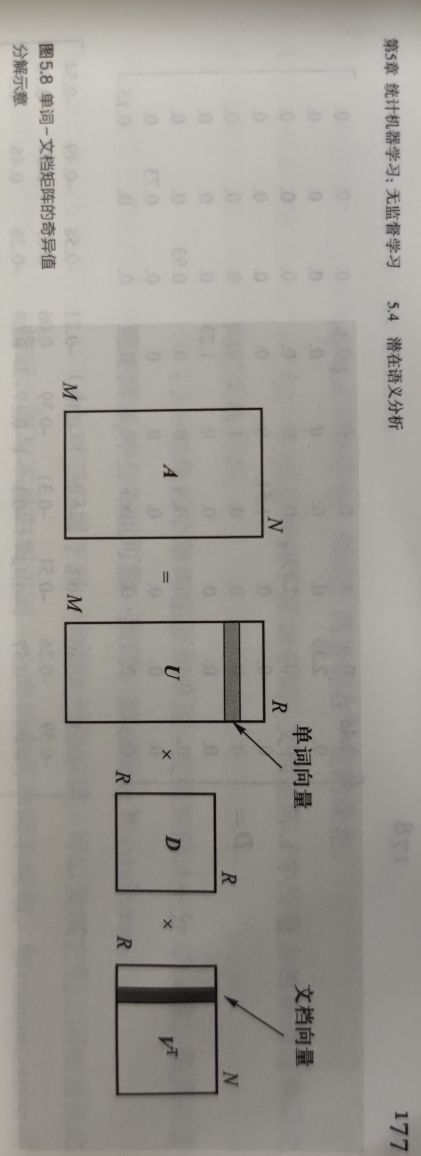 第5章 统计机器学习：无监督学习 5.4 潜在语义分析 177
单词向量 文档向量
N R R N
A = U × D × Vᵀ
M M R R
图5.8 单词-文档矩阵的奇异值
分解示意